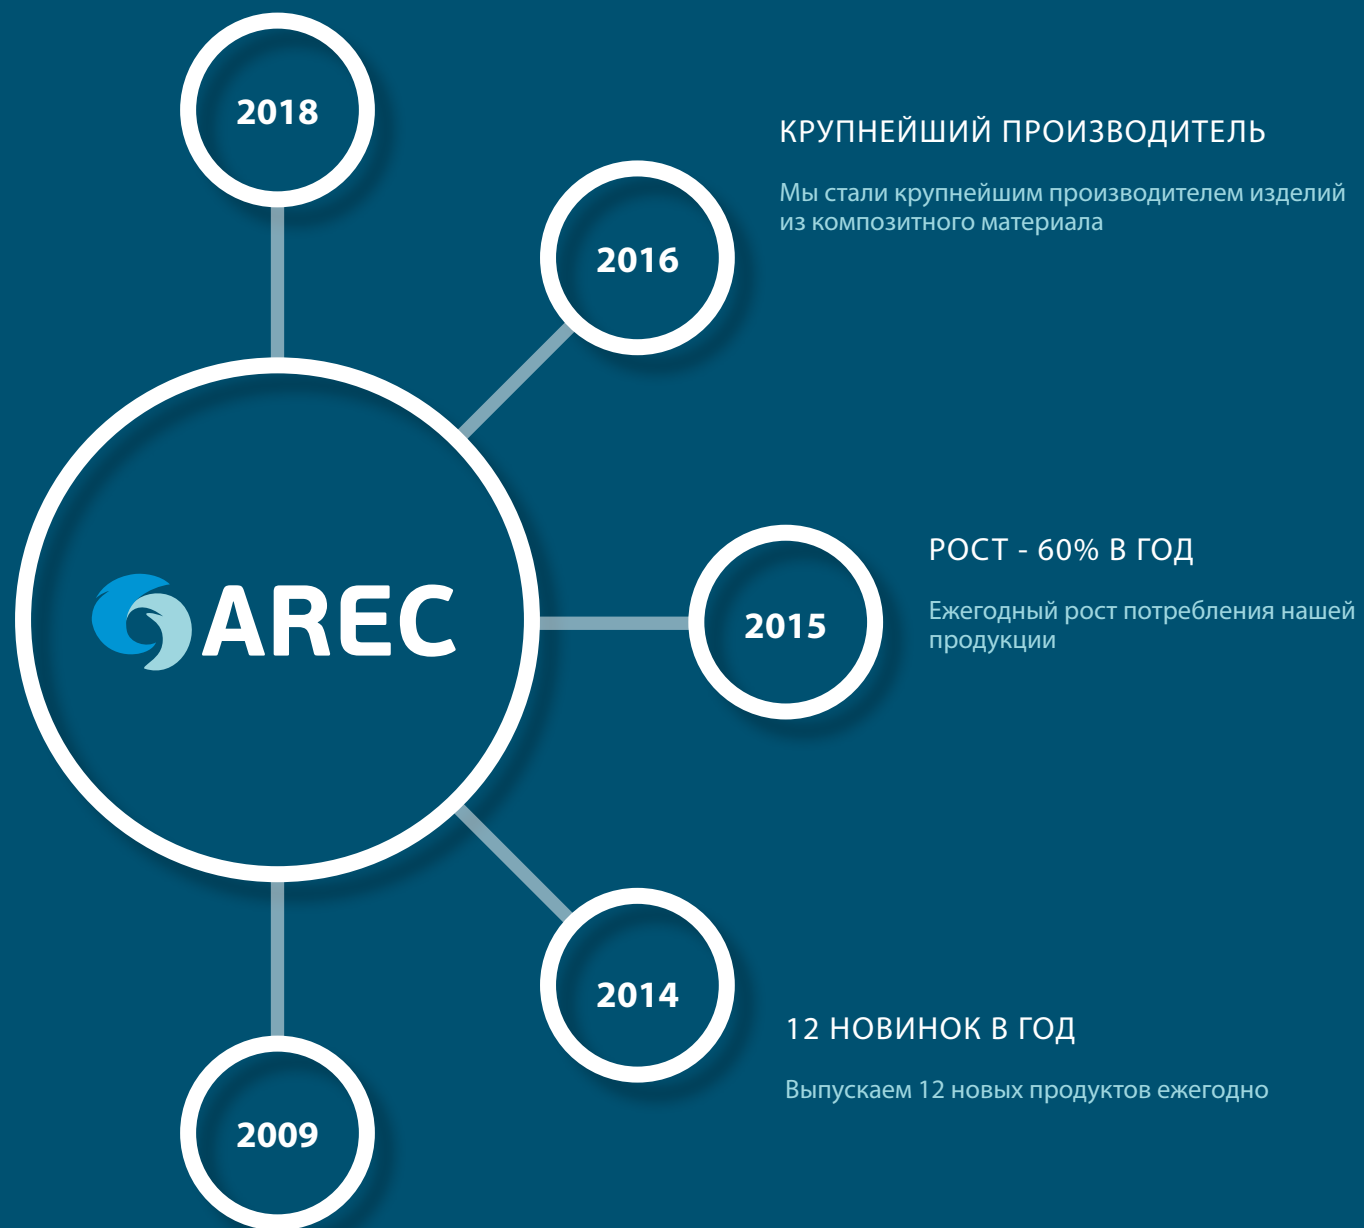 2018
КРУПНЕЙШИЙ ПРОИЗВОДИТЕЛЬ
Мы стали крупнейшим производителем изделий
из композитного материала
2016
РОСТ - 60% В ГОД
Ежегодный рост потребления нашей
продукции
2015
AREC
2014
12 НОВИНОК В ГОД
Выпускаем 12 новых продуктов ежегодно
2009